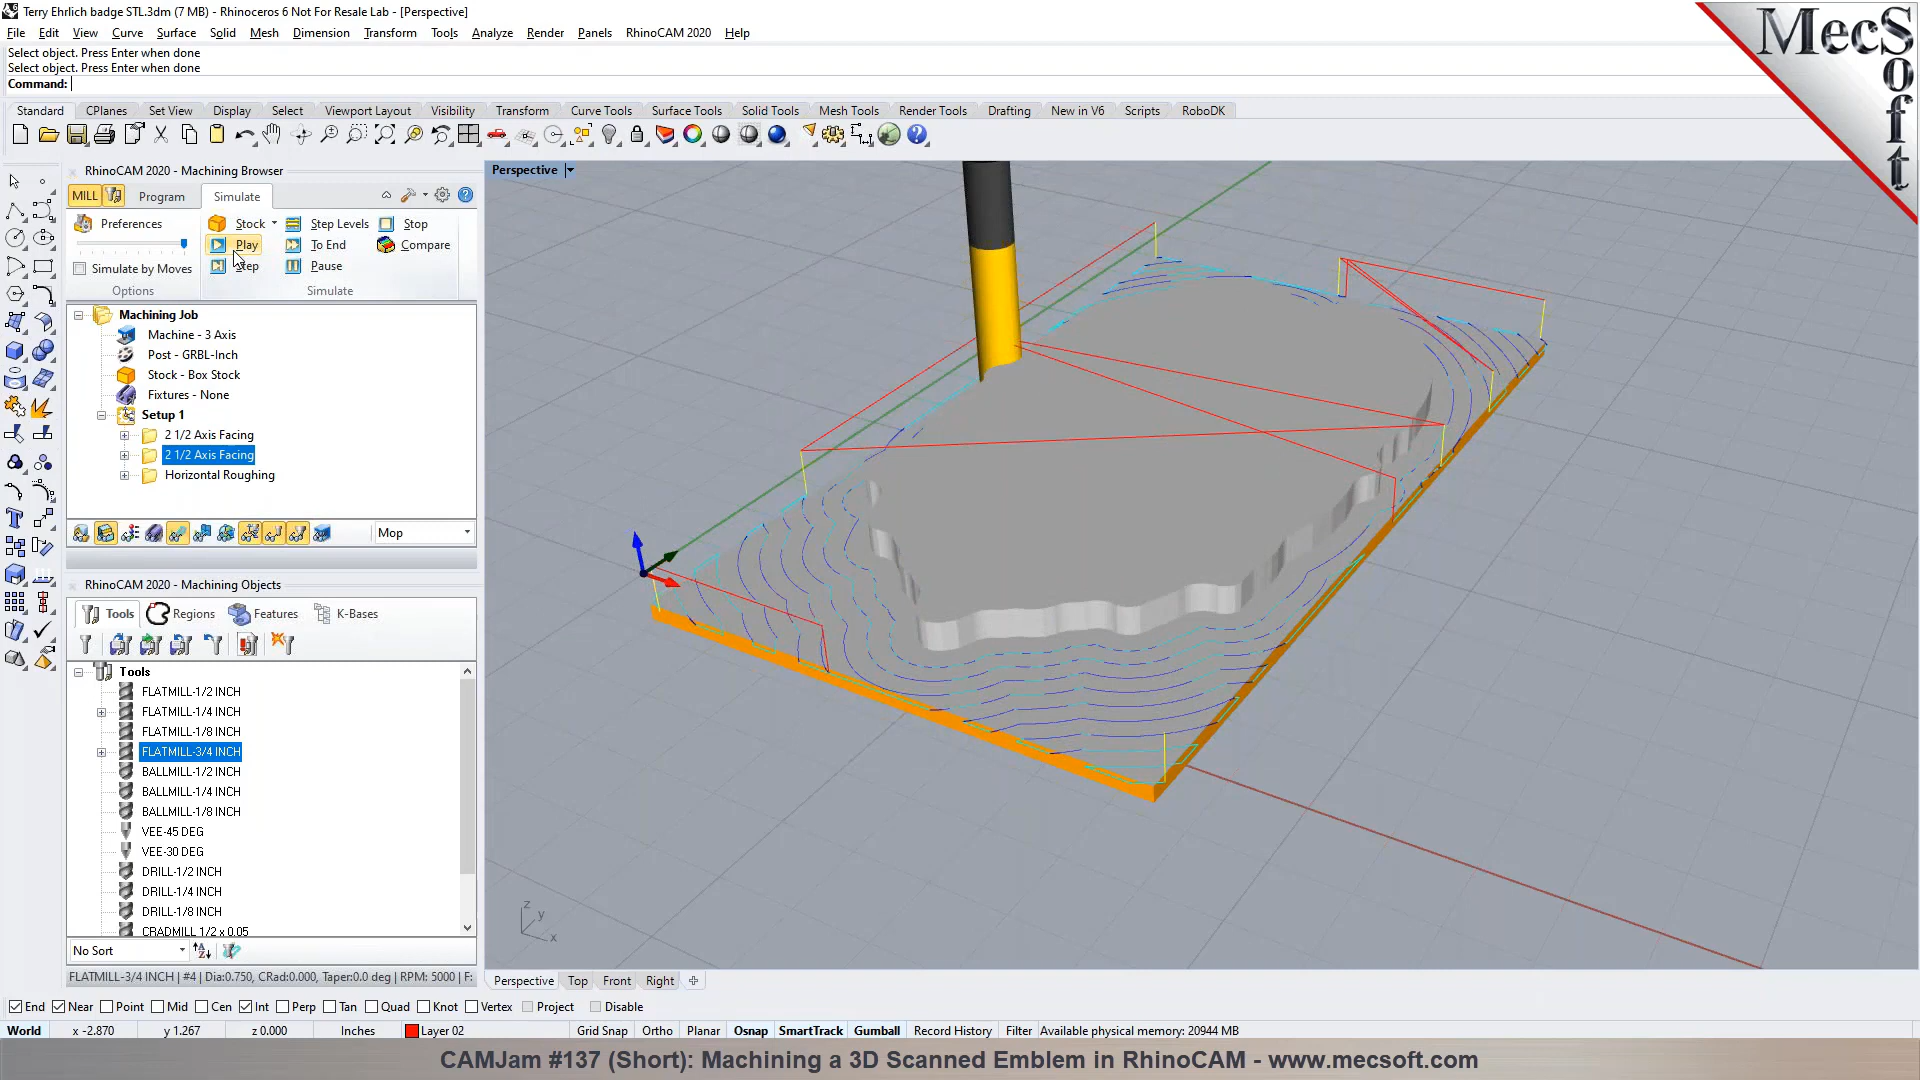 Terry Ehrlich badge STL.3dm (7 MB) - Rhinoceros 6 Not For Resale Lab - [Perspective]
File Edit View Curve Surface Solid Mesh Dimension Transform Tools Analyze Render Panels RhinoCAM 2020 Help
Select object. Press Enter when done
Select object. Press Enter when done
Command:
MecSoft
Standard CPlanes Set View Display Select Viewport Layout Visibility Transform Curve Tools Surface Tools Solid Tools Mesh Tools Render Tools Drafting New in V6 Scripts RoboDK
RhinoCAM 2020 - Machining Browser
MILL Program Simulate
Preferences Stock Step Levels Stop
Play To End Compare
Simulate by Moves Step Pause
Options Simulate
Machining Job
Machine - 3 Axis
Post - GRBL-Inch
Stock - Box Stock
Fixtures - None
Setup 1
2 1/2 Axis Facing
2 1/2 Axis Facing
Horizontal Roughing
Mop
RhinoCAM 2020 - Machining Objects
Tools Regions Features K-Bases
Tools
FLATMILL-1/2 INCH
FLATMILL-1/4 INCH
FLATMILL-1/8 INCH
FLATMILL-3/4 INCH
BALLMILL-1/2 INCH
BALLMILL-1/4 INCH
BALLMILL-1/8 INCH
VEE-45 DEG
VEE-30 DEG
DRILL-1/2 INCH
DRILL-1/4 INCH
DRILL-1/8 INCH
CRADMILL 1/2 x 0.05
No Sort
FLATMILL-3/4 INCH | #4 | Dia:0.750, CRad:0.000, Taper:0.0 deg | RPM: 5000 | F:
Perspective
z
y
x
Perspective Top Front Right
End Near Point Mid Cen Int Perp Tan Quad Knot Vertex Project Disable
World x -2.870 y 1.267 z 0.000 Inches Layer 02 Grid Snap Ortho Planar Osnap SmartTrack Gumball Record History Filter Available physical memory: 20944 MB
CAMJam #137 (Short): Machining a 3D Scanned Emblem in RhinoCAM - www.mecsoft.com